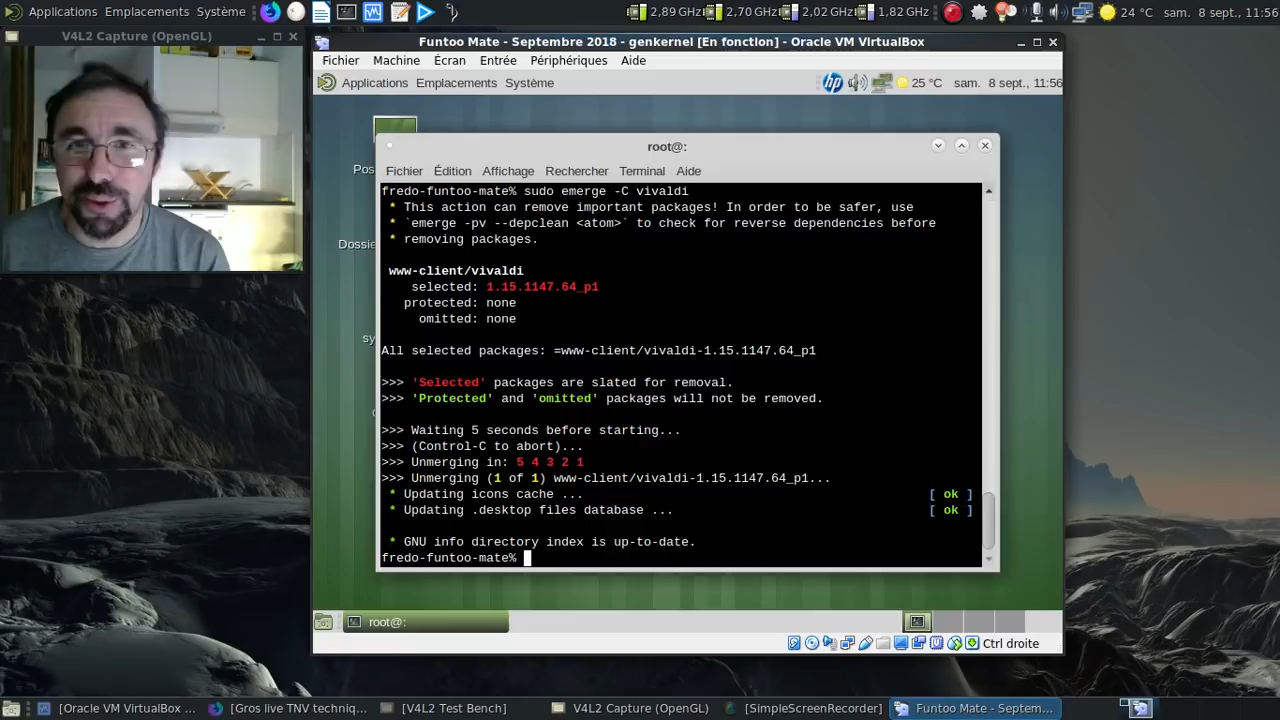 Applications Emplacements Système
2,89 GHz 2,70 GHz 2,02 GHz 1,82 GHz 24 °C sam. 8 sept., 11:56
V4L2 Capture (OpenGL)
Funtoo Mate - Septembre 2018 - genkernel [En fonction] - Oracle VM VirtualBox
Fichier Machine Écran Entrée Périphériques Aide
Applications Emplacements Système
hp 25 °C sam. 8 sept., 11:56
Pos
Dossie
sy
root@:
Fichier Édition Affichage Rechercher Terminal Aide
fredo-funtoo-mate% sudo emerge -C vivaldi
* This action can remove important packages! In order to be safer, use
* `emerge -pv --depclean <atom>` to check for reverse dependencies before
* removing packages.
www-client/vivaldi
selected: 1.15.1147.64_p1
protected: none
omitted: none
All selected packages: =www-client/vivaldi-1.15.1147.64_p1
>>> 'Selected' packages are slated for removal.
>>> 'Protected' and 'omitted' packages will not be removed.
>>> Waiting 5 seconds before starting...
>>> (Control-C to abort)...
>>> Unmerging in: 5 4 3 2 1
>>> Unmerging (1 of 1) www-client/vivaldi-1.15.1147.64_p1...
* Updating icons cache ... [ ok ]
* Updating .desktop files database ... [ ok ]
* GNU info directory index is up-to-date.
fredo-funtoo-mate%
root@:
Ctrl droite
[Oracle VM VirtualBox ... [Gros live TNV techniq... [V4L2 Test Bench] V4L2 Capture (OpenGL) [SimpleScreenRecorder] Funtoo Mate - Septem...